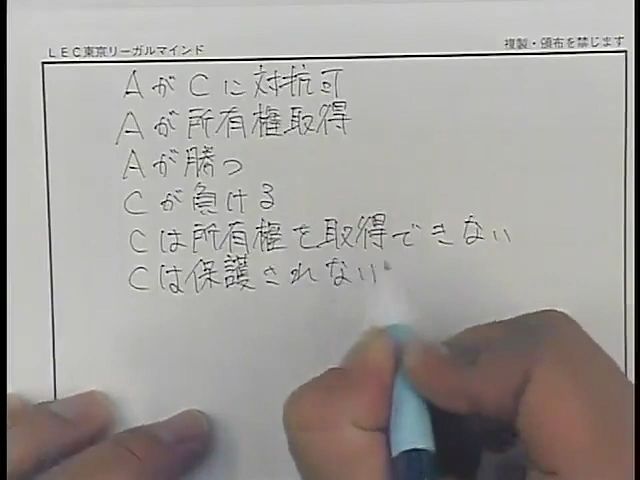 LEC東京リーガルマインド
複製・頒布を禁じます
AがCに対抗可
Aが所有権取得
Aが勝つ
Cが負ける
Cは所有権を取得できない
Cは保護されない